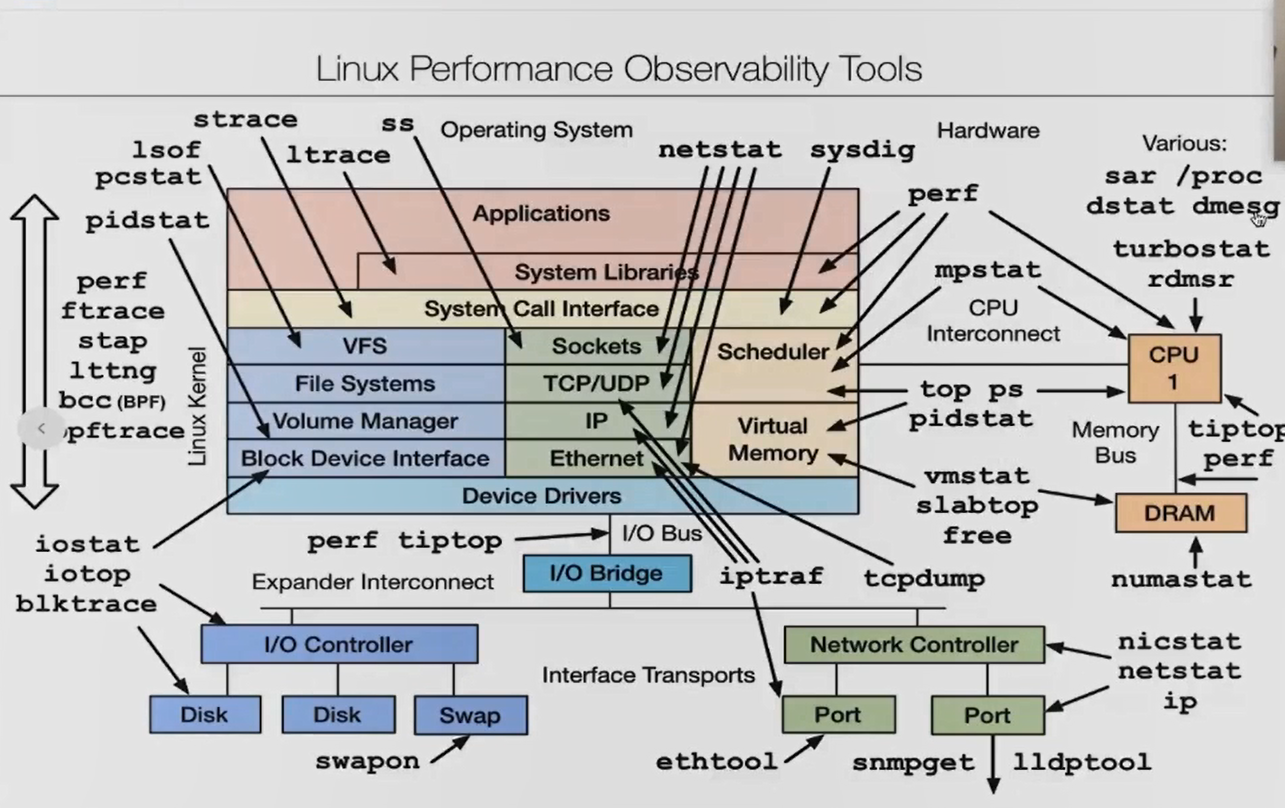 Linux Performance Observability Tools
strace
ss
Operating System
Hardware
lsof
ltrace
netstat
sysdig
Various:
pcstat
sar /proc
dstat dmesg
pidstat
Applications
perf
turbostat
rdmsr
System Libraries
mpstat
System Call Interface
CPU
Interconnect
perf
ftrace
stap
lttng
bcc (BPF)
pftrace
Linux Kernel
VFS
Sockets
Scheduler
CPU
1
File Systems
TCP/UDP
top ps
pidstat
Volume Manager
IP
Virtual
Memory
Memory
Bus
tiptop
perf
Block Device Interface
Ethernet
vmstat
slabtop
free
Device Drivers
DRAM
perf tiptop
I/O Bus
iostat
iotop
blktrace
Expander Interconnect
I/O Bridge
iptraf
tcpdump
numastat
I/O Controller
Network Controller
nicstat
netstat
ip
Interface Transports
Disk
Disk
Swap
Port
Port
swapon
ethtool
snmpget
lldptool